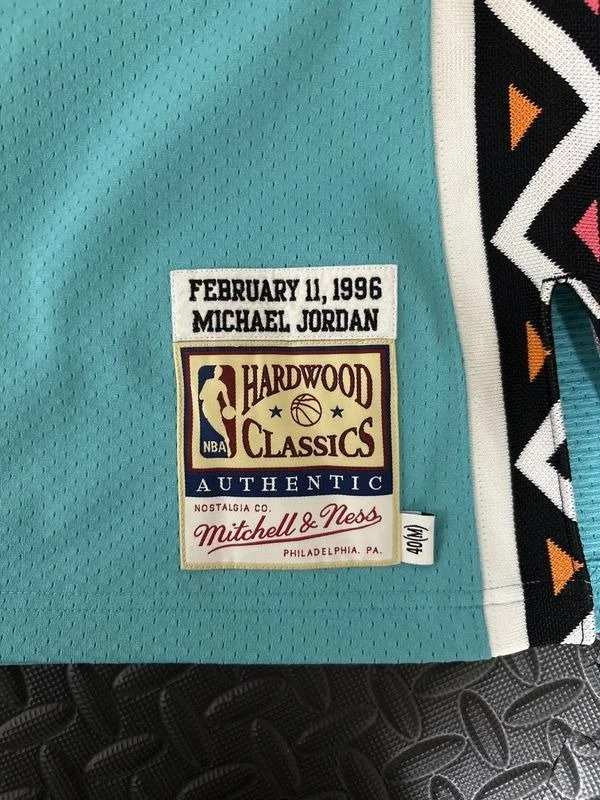 FEBRUARY 11, 1996
MICHAEL JORDAN
HARDWOOD
NBA
CLASSICS
AUTHENTIC
NOSTALGIA CO.
Mitchell & Ness
PHILADELPHIA, PA.
40(M)